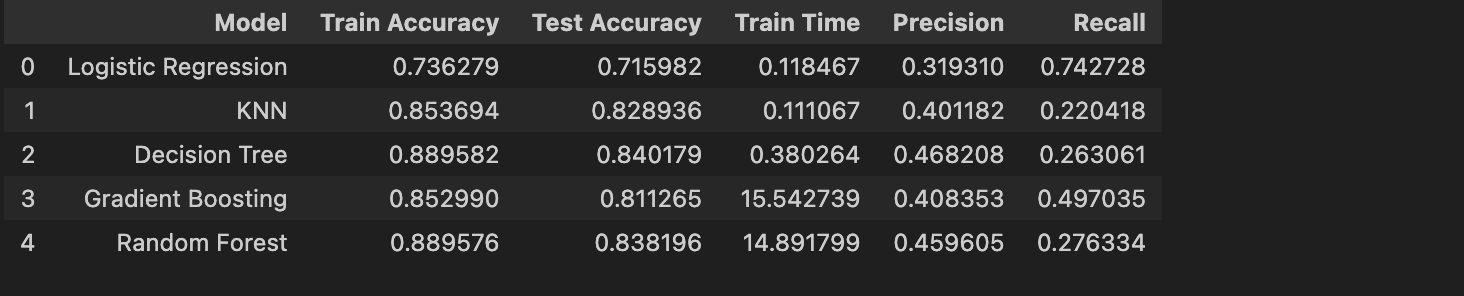 Model Train Accuracy Test Accuracy Train Time Precision Recall
0 Logistic Regression 0.736279 0.715982 0.118467 0.319310 0.742728
1 KNN 0.853694 0.828936 0.111067 0.401182 0.220418
2 Decision Tree 0.889582 0.840179 0.380264 0.468208 0.263061
3 Gradient Boosting 0.852990 0.811265 15.542739 0.408353 0.497035
4 Random Forest 0.889576 0.838196 14.891799 0.459605 0.276334